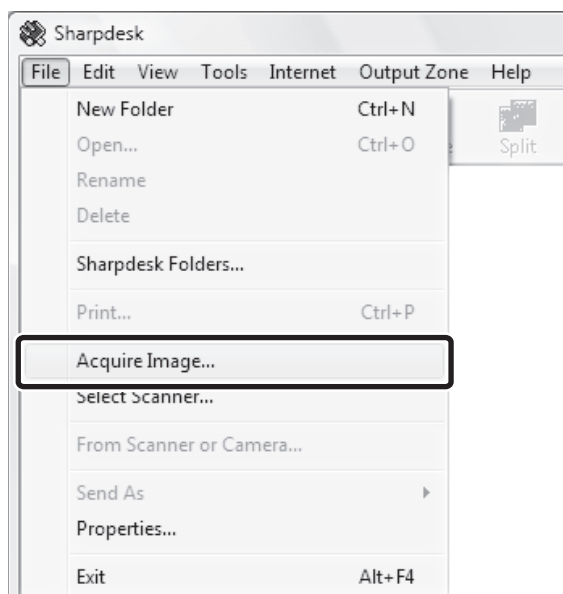 Sharpdesk
File Edit View Tools Internet Output Zone Help
New Folder Ctrl+N
Open... Ctrl+O
Split
Rename
Delete
Sharpdesk Folders...
Print... Ctrl+P
Acquire Image...
Select Scanner...
From Scanner or Camera...
Send As
Properties...
Exit Alt+F4